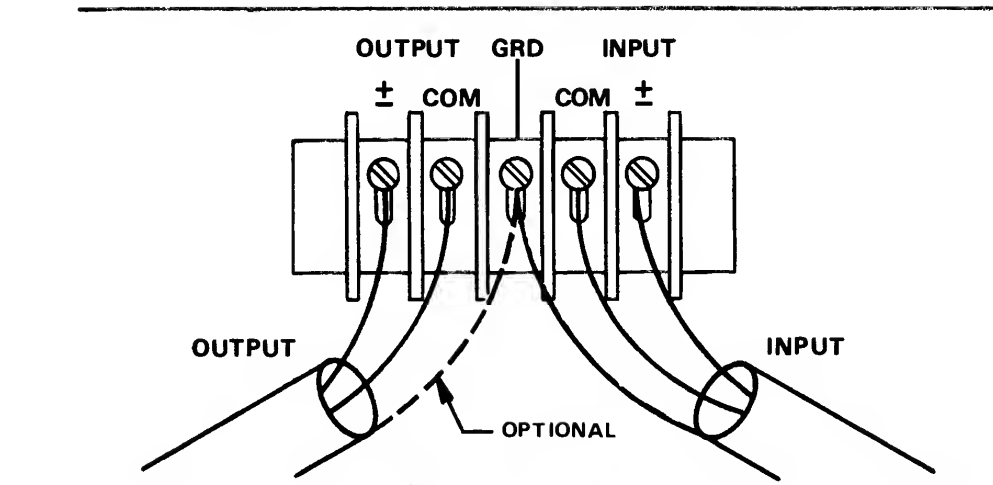 OUTPUT GRD INPUT
± COM COM ±
OUTPUT INPUT
OPTIONAL